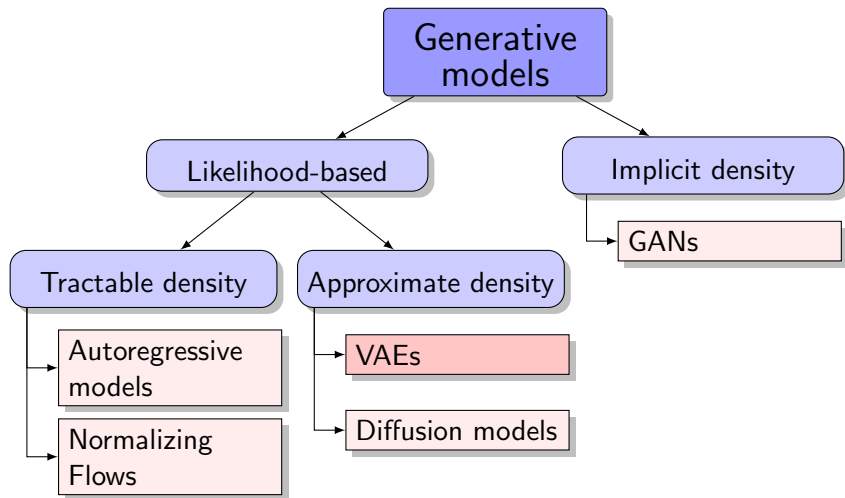 Generative
models
Likelihood-based
Implicit density
GANs
Tractable density
Approximate density
Autoregressive
models
VAEs
Normalizing
Flows
Diffusion models